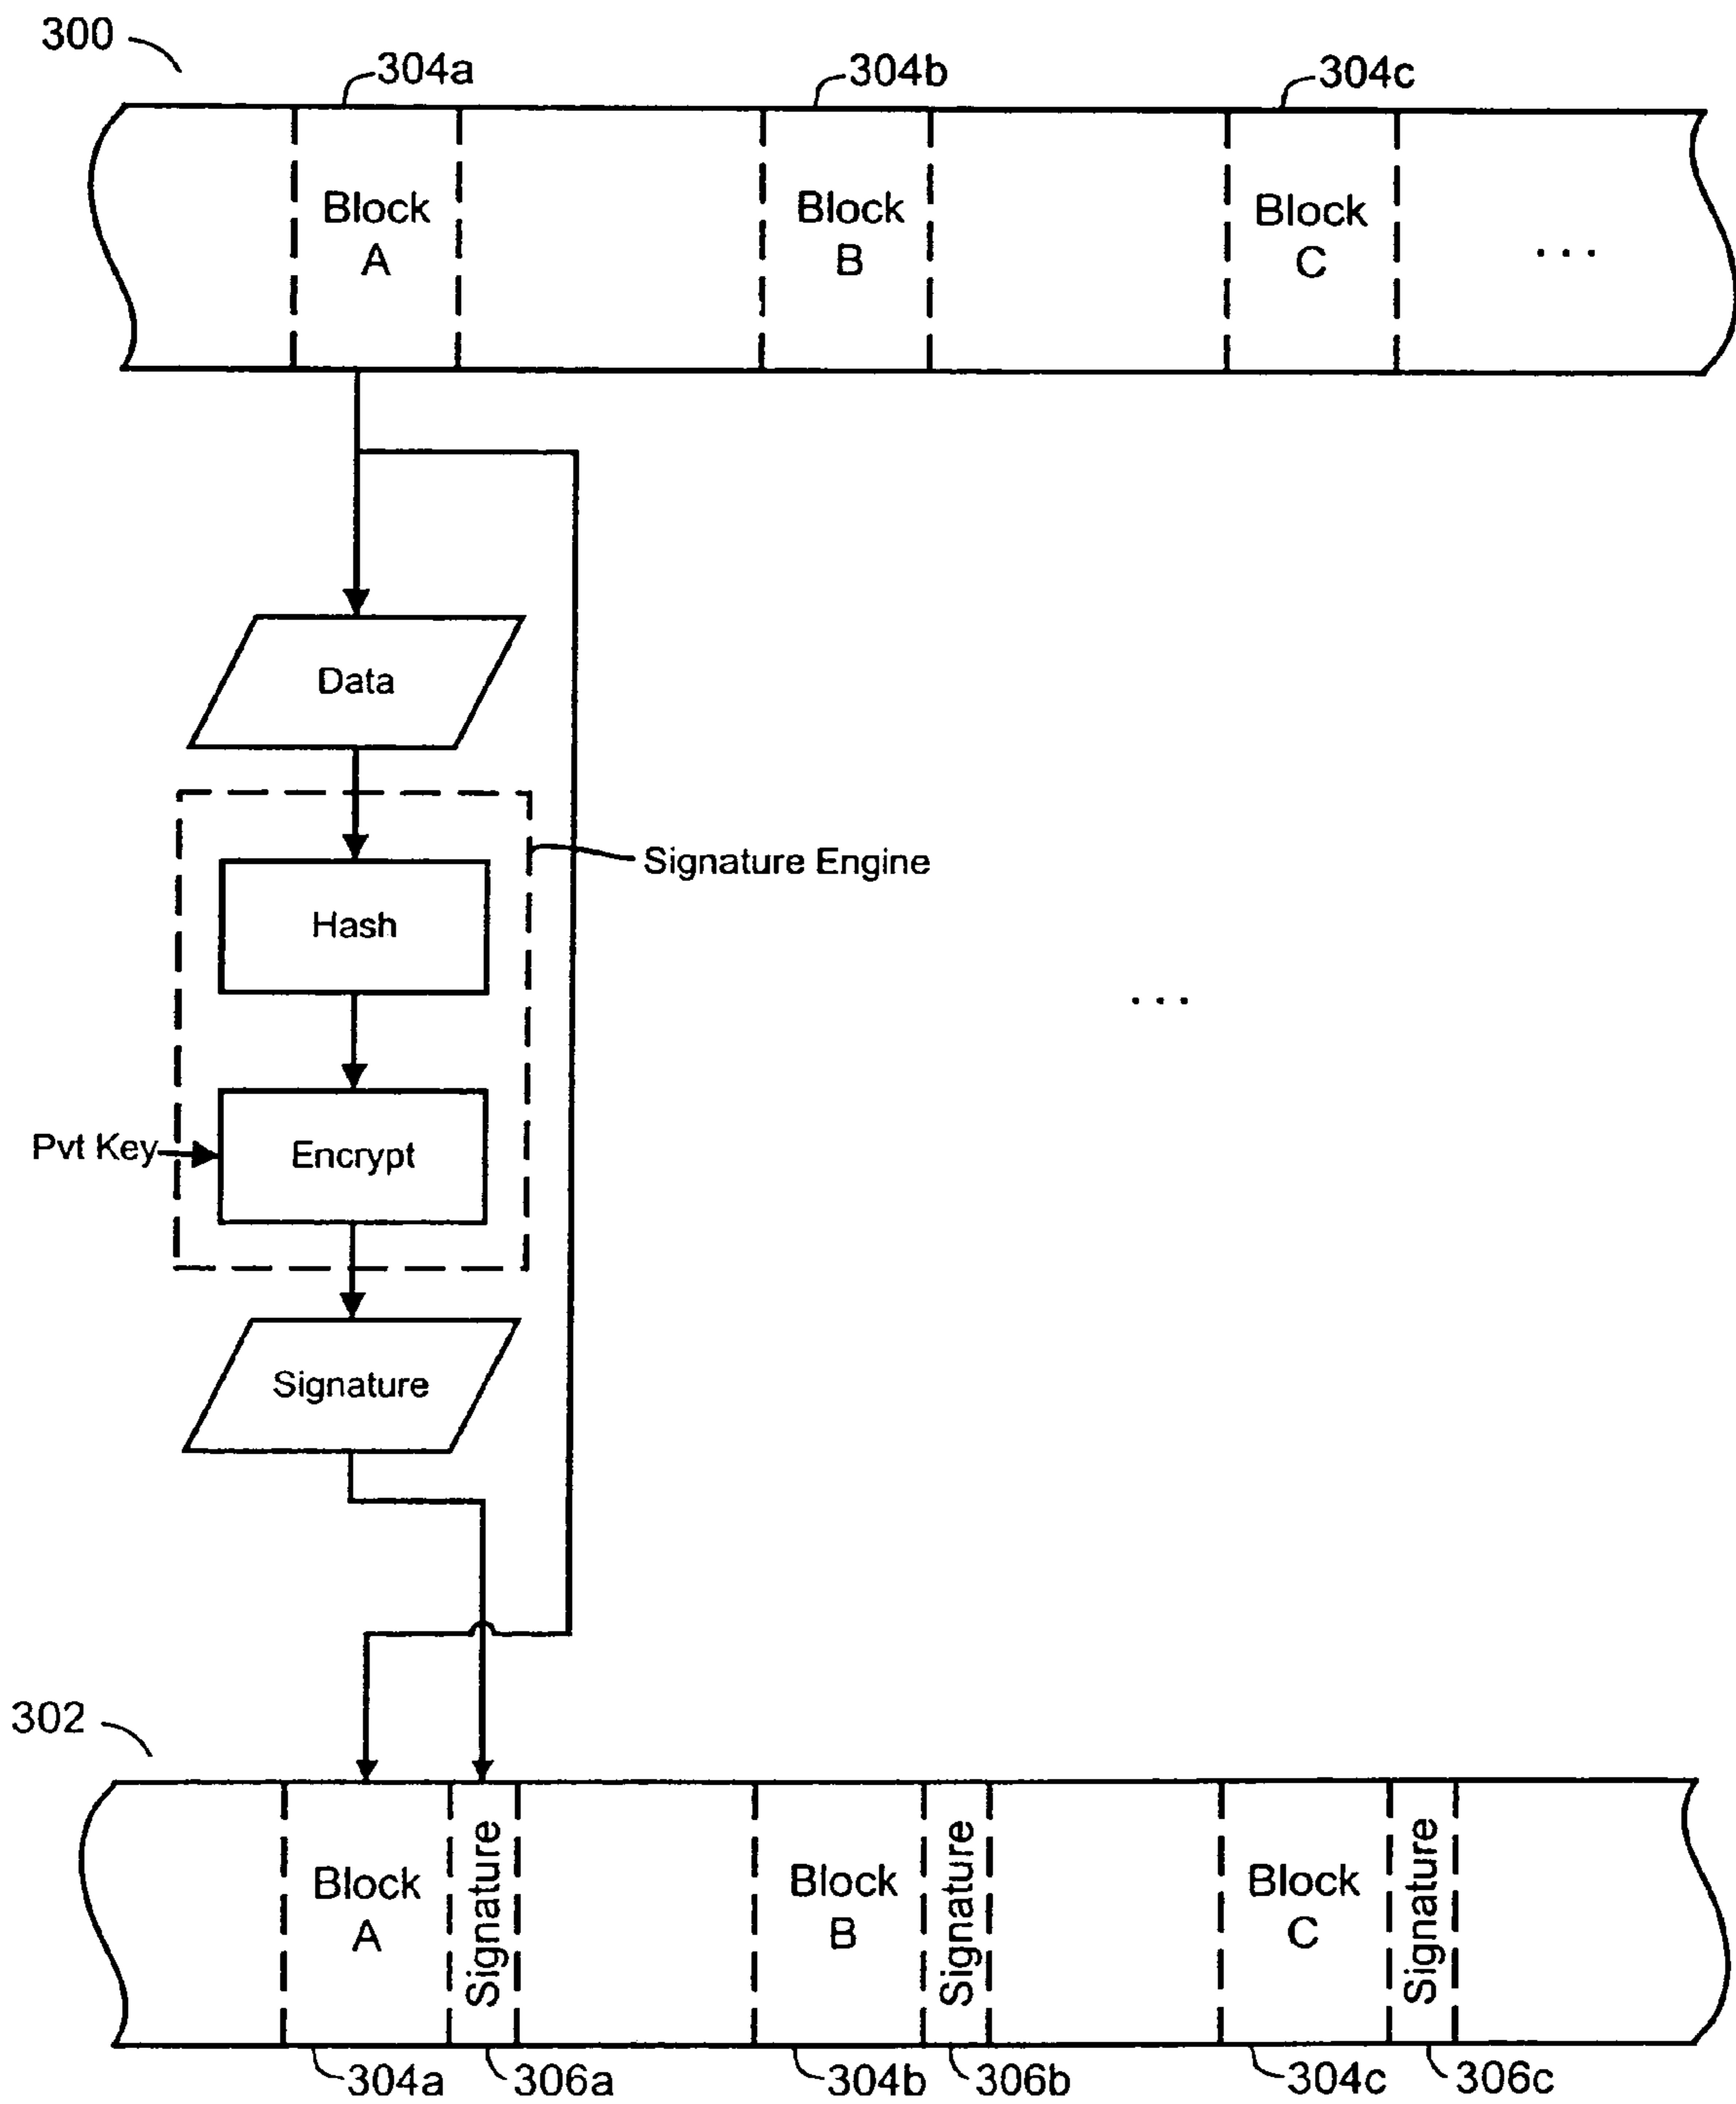 300
304a
304b
304c
Block
A
Block
B
Block
C
...
Data
Signature Engine
Hash
...
Pvt Key
Encrypt
Signature
302
Block
A
Signature
Block
B
Signature
Block
C
Signature
304a
306a
304b
306b
304c
306c